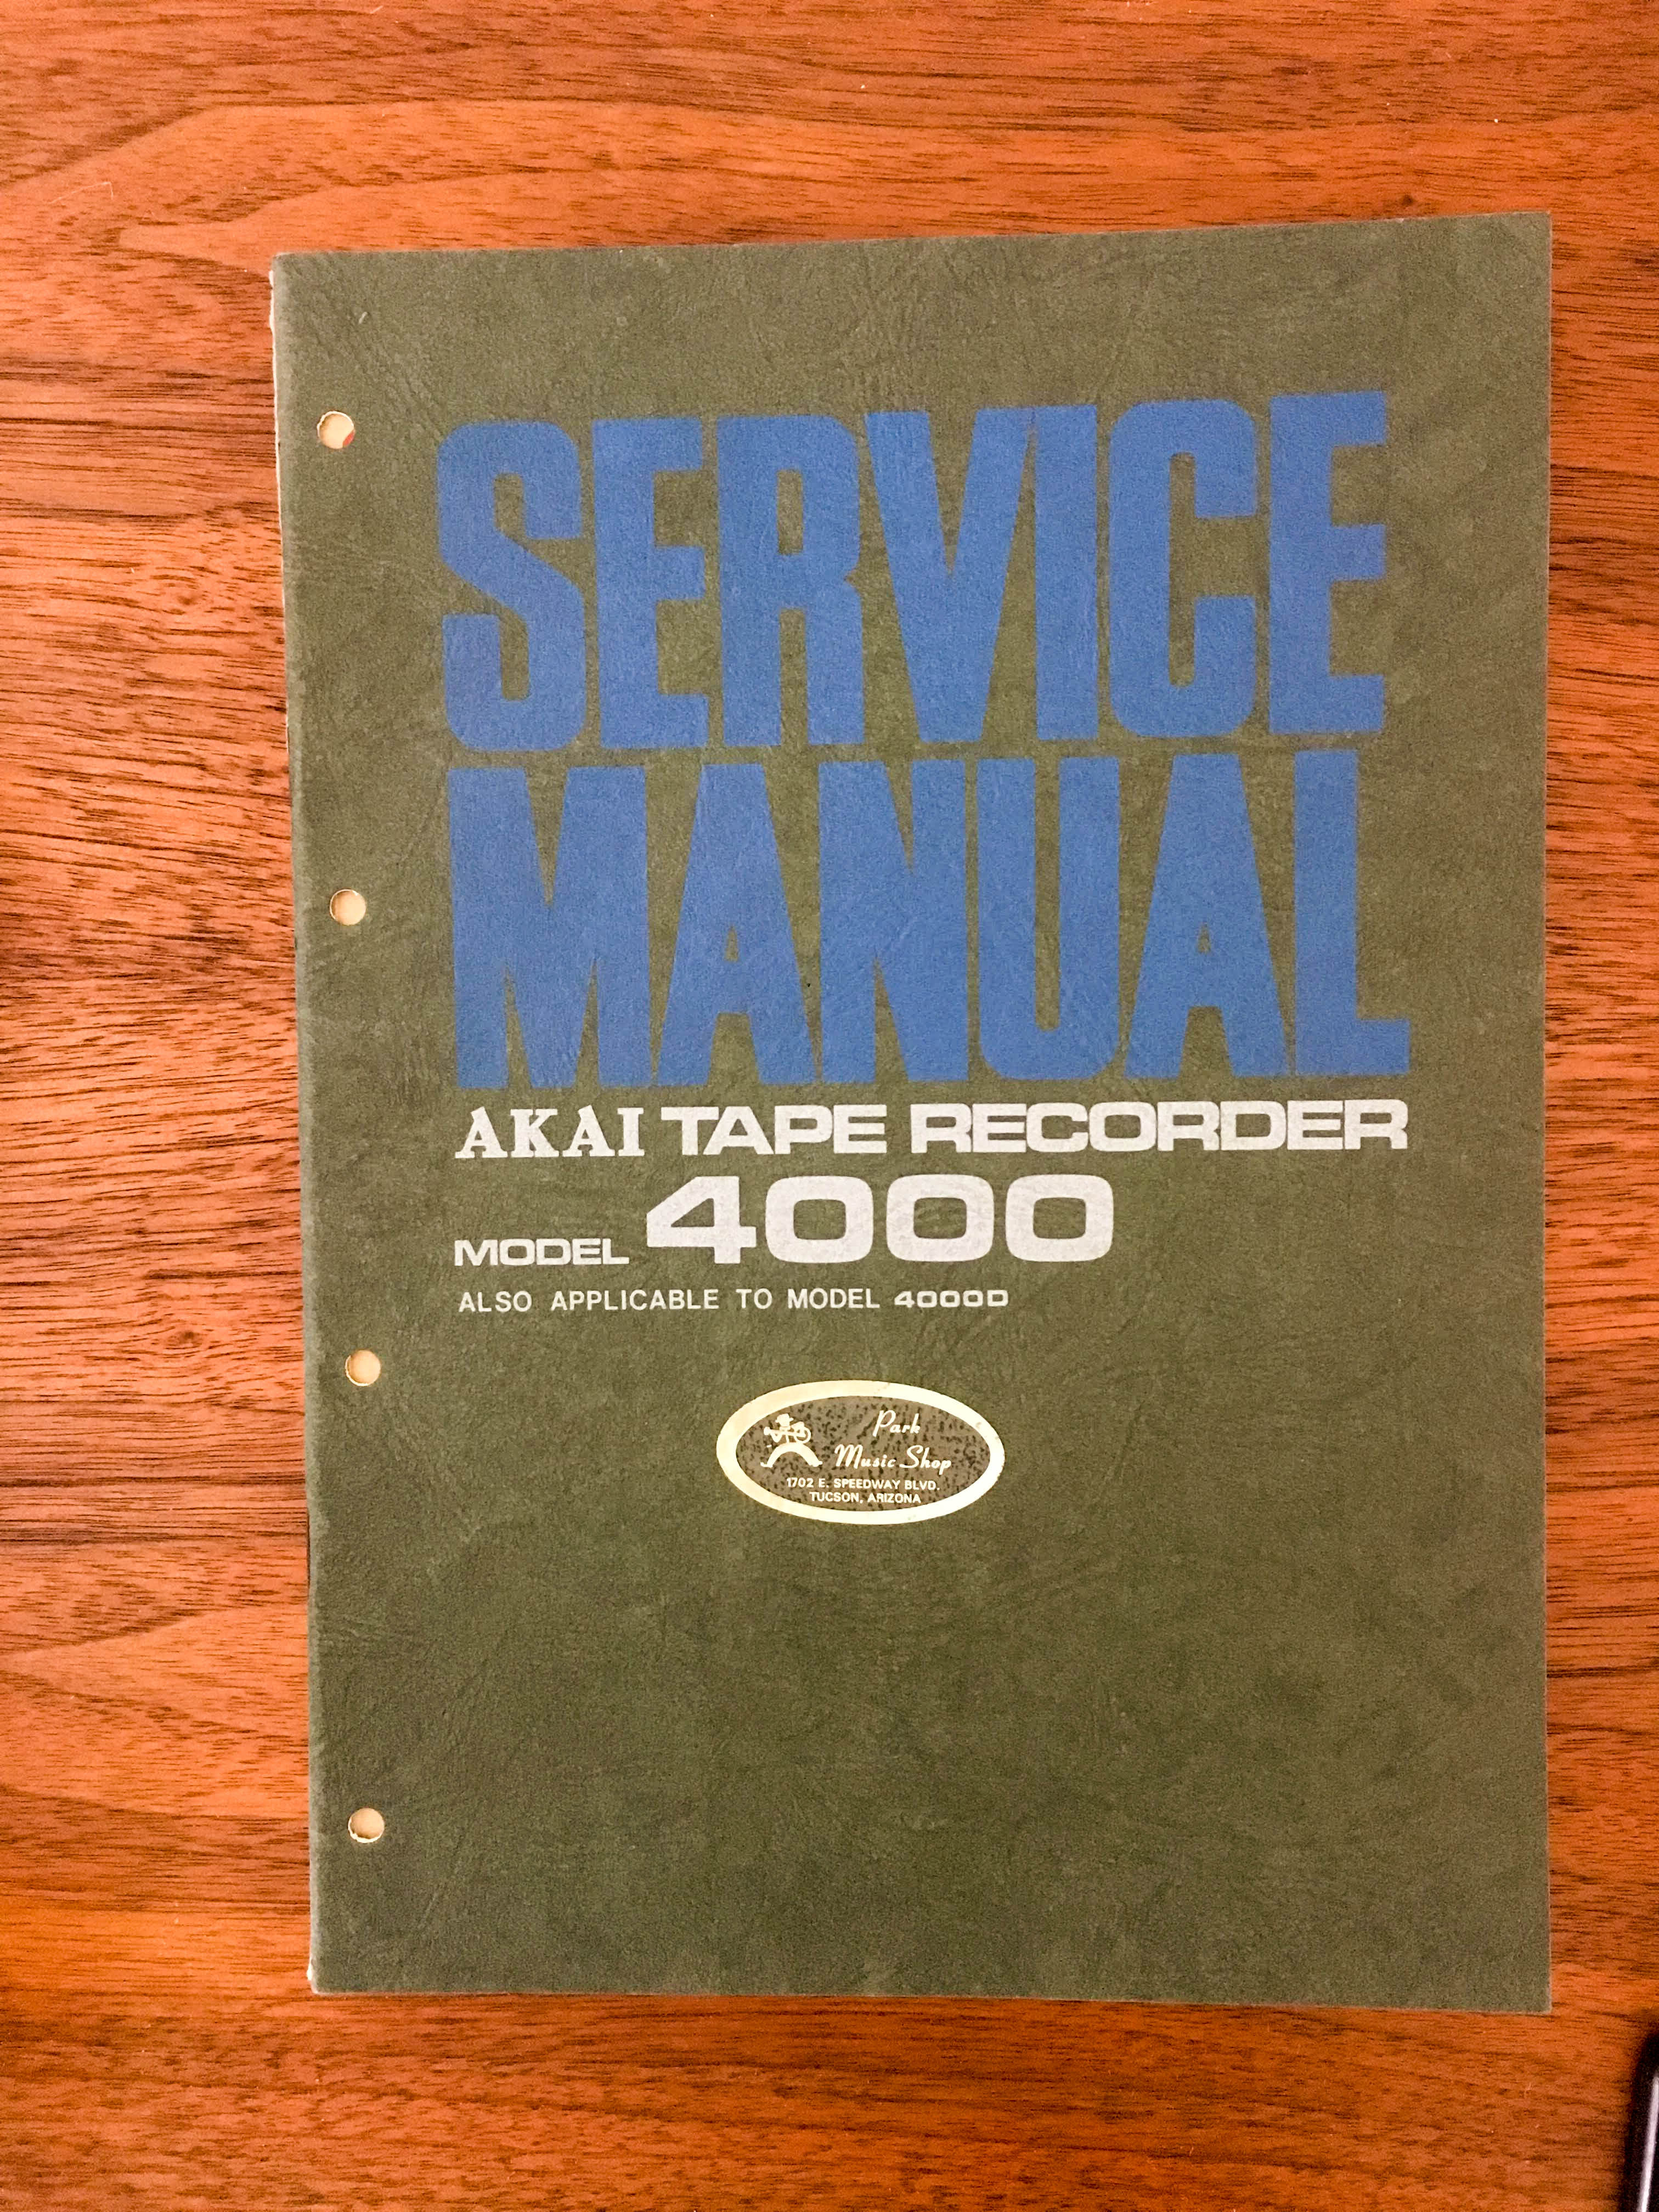 SERVICE
MANUAL
AKAI TAPE RECORDER
MODEL 4000
ALSO APPLICABLE TO MODEL 4000D
Park
Music Shop
1702 E. SPEEDWAY BLVD.
TUCSON, ARIZONA